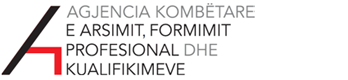 AGJENCIA KOMBËTARE
E ARSIMIT, FORMIMIT
PROFESIONAL DHE
KUALIFIKIMEVE